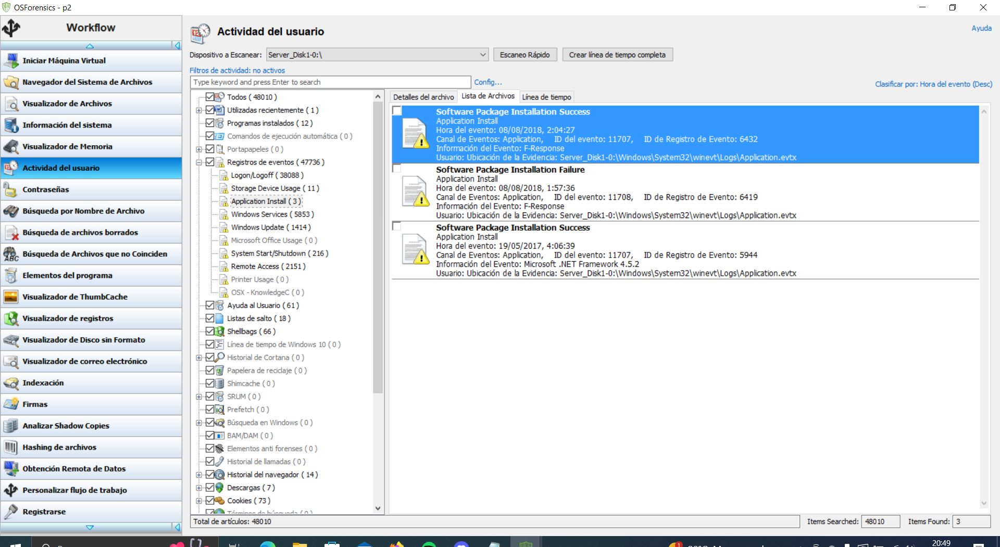 OSForensics - p2
Workflow
Iniciar Máquina Virtual
Navegador del Sistema de Archivos
Visualizador de Archivos
Información del sistema
Visualizador de Memoria
Actividad del usuario
Contraseñas
Búsqueda por Nombre de Archivo
Búsqueda de archivos borrados
Búsqueda de Archivos que no Coinciden
Elementos del programa
Visualizador de ThumbCache
Visualizador de registros
Visualizador de Disco sin Formato
Visualizador de correo electrónico
Indexación
Firmas
Analizar Shadow Copies
Hashing de archivos
Obtención Remota de Datos
Personalizar flujo de trabajo
Registrarse
Actividad del usuario
Ayuda
Dispositivo a Escanear: Server_Disk1-0:\ Escaneo Rápido Crear línea de tiempo completa
Filtros de actividad: no activos
Type keyword and press Enter to search Config...
Clasificar por: Hora del evento (Desc)
Todos ( 48010 )
Utilizadas recientemente ( 1 )
Programas instalados ( 12 )
Comandos de ejecución automática ( 0 )
Portapapeles ( 0 )
Registros de eventos ( 47736 )
Logon/Logoff ( 38088 )
Storage Device Usage ( 11 )
Application Install ( 3 )
Windows Services ( 5853 )
Windows Update ( 1414 )
Microsoft Office Usage ( 0 )
System Start/Shutdown ( 216 )
Remote Access ( 2151 )
Printer Usage ( 0 )
OSX - KnowledgeC ( 0 )
Ayuda al Usuario ( 61 )
Listas de salto ( 18 )
Shellbags ( 66 )
Línea de tiempo de Windows 10 ( 0 )
Historial de Cortana ( 0 )
Papelera de reciclaje ( 0 )
Shimcache ( 0 )
SRUM ( 0 )
Prefetch ( 0 )
Búsqueda en Windows ( 0 )
BAM/DAM ( 0 )
Elementos anti forenses ( 0 )
Historial de llamadas ( 0 )
Historial del navegador ( 14 )
Descargas ( 7 )
Cookies ( 73 )
Términos de búsqueda ( 0 )
Detalles del archivo Lista de Archivos Línea de tiempo
Software Package Installation Success
Application Install
Hora del evento: 08/08/2018, 2:04:27
Canal de Eventos: Application, ID del evento: 11707, ID de Registro de Evento: 6432
Información del Evento: F-Response
Usuario: Ubicación de la Evidencia: Server_Disk1-0:\Windows\System32\winevt\Logs\Application.evtx
Software Package Installation Failure
Application Install
Hora del evento: 08/08/2018, 1:57:36
Canal de Eventos: Application, ID del evento: 11708, ID de Registro de Evento: 6419
Información del Evento: F-Response
Usuario: Ubicación de la Evidencia: Server_Disk1-0:\Windows\System32\winevt\Logs\Application.evtx
Software Package Installation Success
Application Install
Hora del evento: 19/05/2017, 4:06:39
Canal de Eventos: Application, ID del evento: 11707, ID de Registro de Evento: 5944
Información del Evento: Microsoft .NET Framework 4.5.2
Usuario: Ubicación de la Evidencia: Server_Disk1-0:\Windows\System32\winevt\Logs\Application.evtx
Total de artículos: 48010 Items Searched: 48010 Items Found: 3
20:49